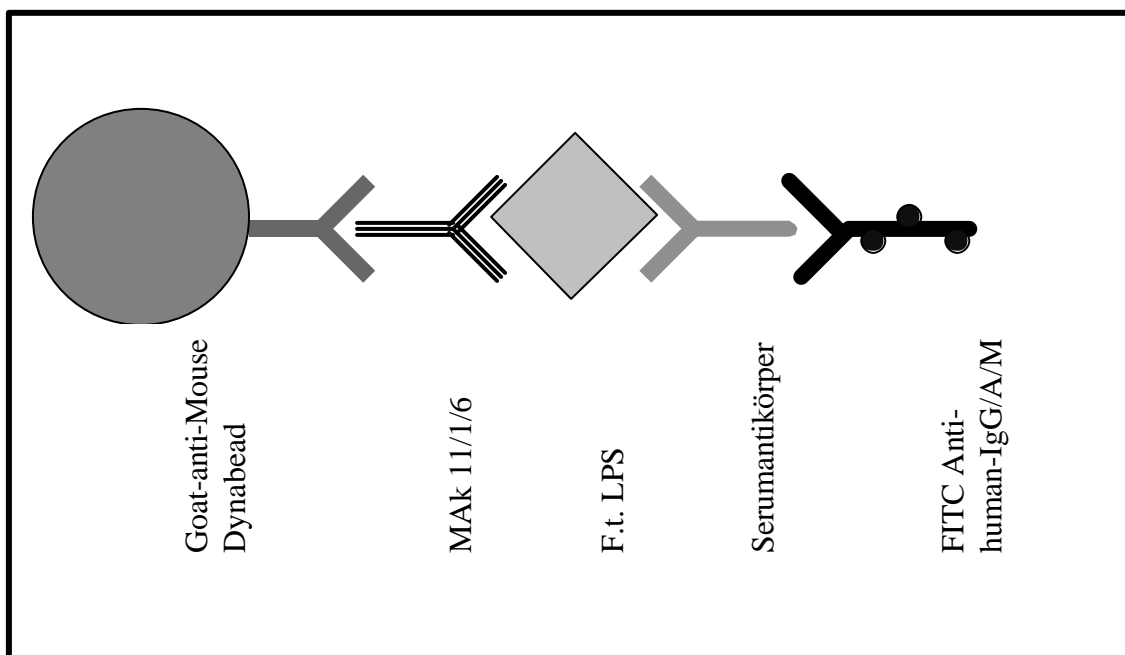 Goat-anti-Mouse
Dynabead
MAk 11/1/6
F.t. LPS
Serumantikörper
FITC Anti-
human-IgG/A/M